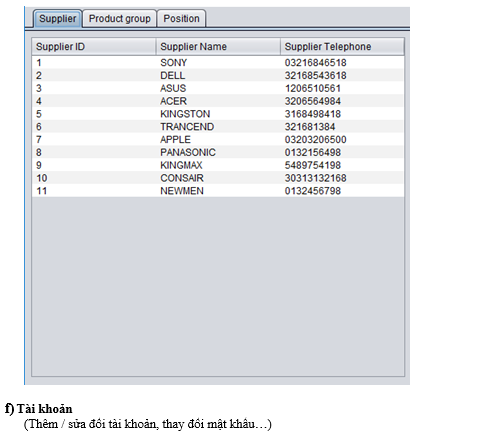 Supplier Product group Position
Supplier ID Supplier Name Supplier Telephone
1 SONY 03216846518
2 DELL 32168543618
3 ASUS 1206510561
4 ACER 3206564984
5 KINGSTON 3168498418
6 TRANCEND 321681384
7 APPLE 03203206500
8 PANASONIC 0132156498
9 KINGMAX 5489754198
10 CONSAIR 30313132168
11 NEWMEN 0132456798
f) Tài khoản
(Thêm / sửa đổi tài khoản, thay đổi mật khẩu…)